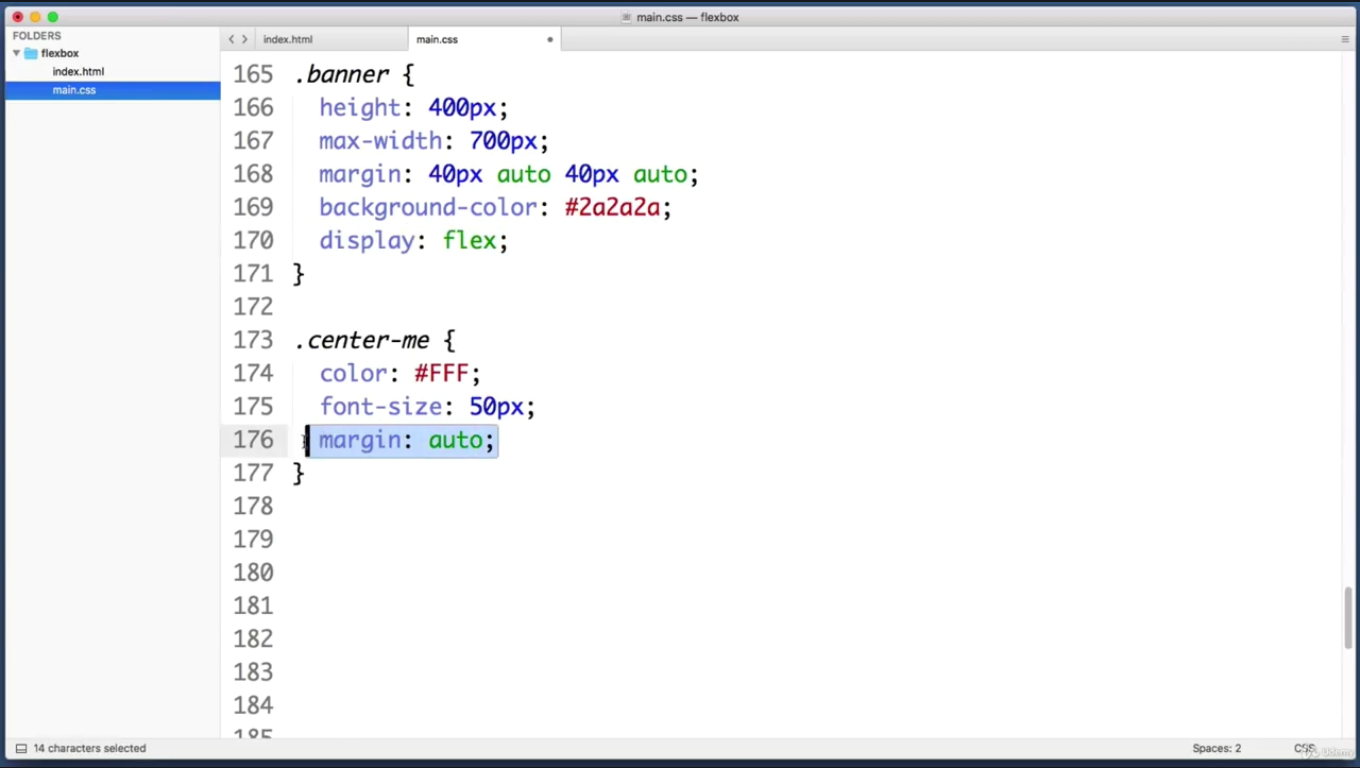 main.css — flexbox
FOLDERS
flexbox
index.html
main.css
index.html
main.css
165 .banner {
166 height: 400px;
167 max-width: 700px;
168 margin: 40px auto 40px auto;
169 background-color: #2a2a2a;
170 display: flex;
171 }
172
173 .center-me {
174 color: #FFF;
175 font-size: 50px;
176 margin: auto;
177 }
178
179
180
181
182
183
184
185
14 characters selected
Spaces: 2
CSS
Udemy